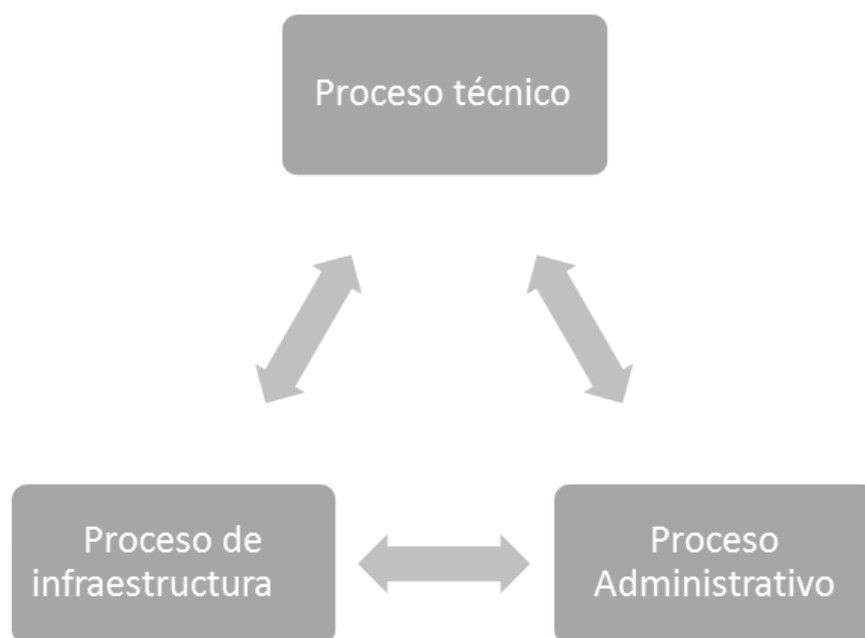 Proceso técnico
Proceso de
infraestructura
Proceso
Administrativo